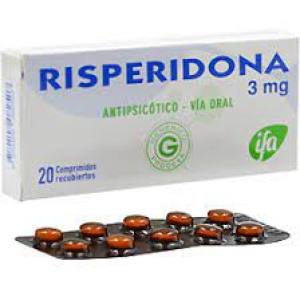 RISPERIDONA
3 mg
ANTIPSICÓTICO - VÍA ORAL
G
ifa
20 Comprimidos
recubiertos